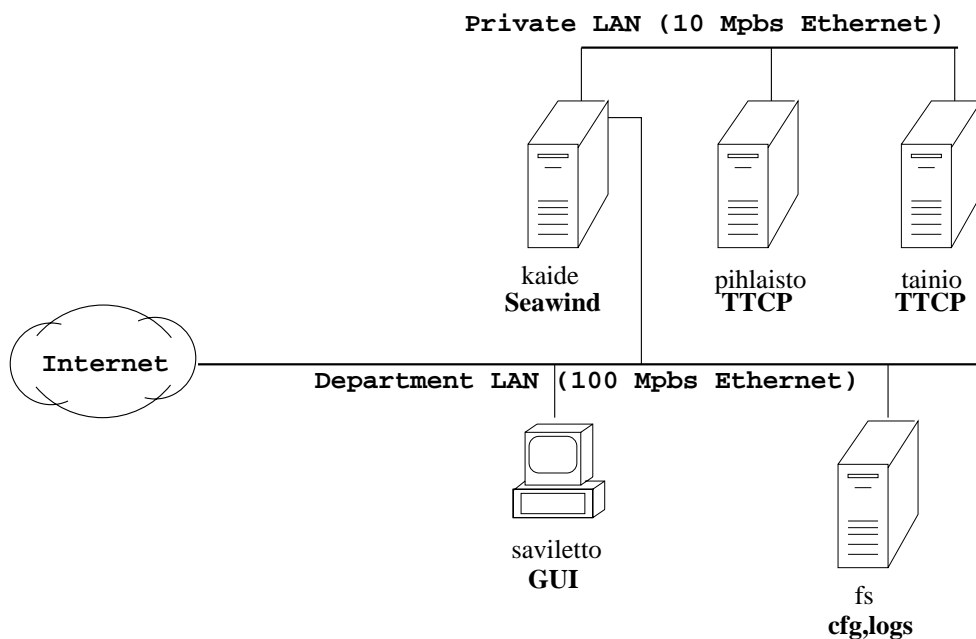 Private LAN (10 Mpbs Ethernet)
kaide
Seawind
pihlaisto
TTCP
tainio
TTCP
Internet
Department LAN (100 Mpbs Ethernet)
saviletto
GUI
fs
cfg,logs